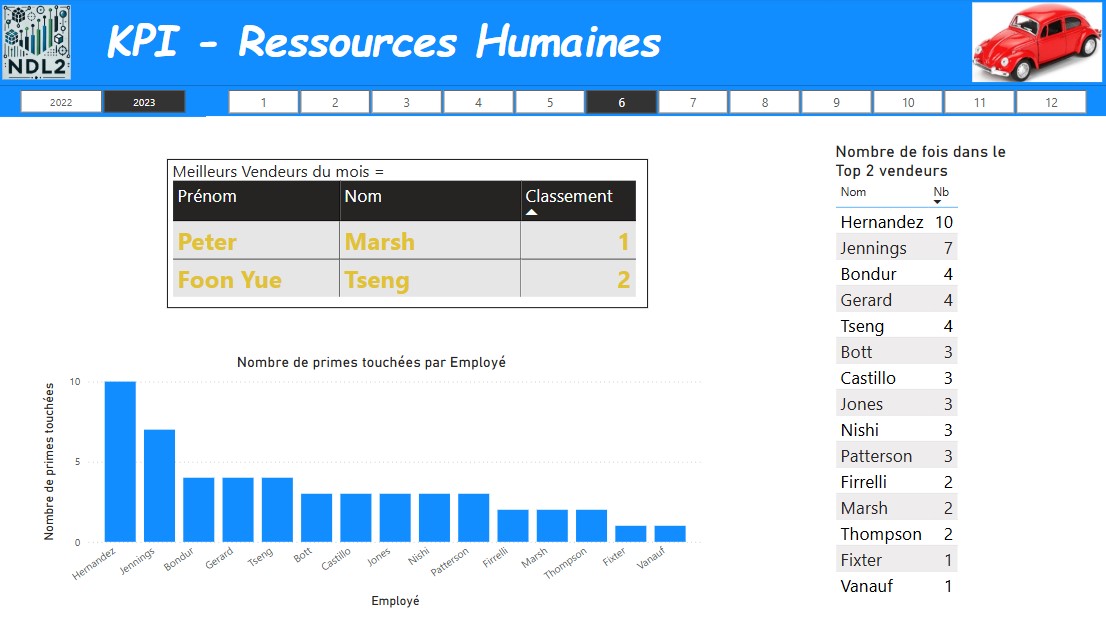 NDL2
KPI - Ressources Humaines
2022 2023 1 2 3 4 5 6 7 8 9 10 11 12
Meilleurs Vendeurs du mois =
Prénom Nom Classement
Peter Marsh 1
Foon Yue Tseng 2
Nombre de primes touchées par Employé
Nombre de primes touchées
10
5
0
Hernandez Jennings Bondur Gerard Tseng Bott Castillo Jones Nishi Patterson Firrelli Marsh Thompson Fixter Vanauf
Employé
Nombre de fois dans le
Top 2 vendeurs
Nom Nb
Hernandez 10
Jennings 7
Bondur 4
Gerard 4
Tseng 4
Bott 3
Castillo 3
Jones 3
Nishi 3
Patterson 3
Firrelli 2
Marsh 2
Thompson 2
Fixter 1
Vanauf 1